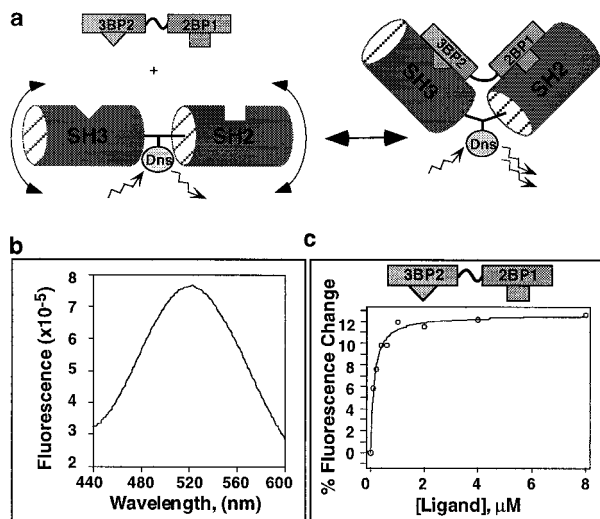 a
3BP2 2BP1
+
SH3 SH2
Dns
3BP2 2BP1
SH3 SH2
Dns
b
Fluorescence (x10-5)
8
7
6
5
4
3
2
440 480 520 560 600
Wavelength, (nm)
c
3BP2 2BP1
% Fluorescence Change
12
10
8
6
4
2
0
0 2 4 6 8
[Ligand], μM